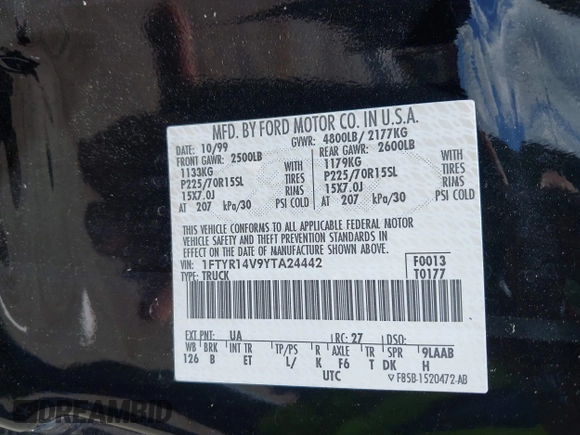 MFD. BY FORD MOTOR CO. IN U.S.A.
DATE: 10/99 GVWR: 4800LB/ 2177KG
FRONT GAWR: 2500LB REAR GAWR: 2600LB
1133KG WITH 1179KG WITH
P225/70R15SL TIRES P225/70R15SL TIRES
15X7.0J RIMS 15X7.0J RIMS
AT 207 kPa/30 PSI COLD AT 207 kPa/30 PSI COLD
THIS VEHICLE CONFORMS TO ALL APPLICABLE FEDERAL MOTOR
VEHICLE SAFETY AND THEFT PREVENTION STANDARDS IN
EFFECT ON THE DATE OF MANUFACTURE SHOWN ABOVE.
VEH. IDENT. NO.: 1FTYR14V9YTA24442 F0013
TYPE: TRUCK T0177
EXT PNT: UA RC: 27 DSO:
WB BRK INT TR TP/PS R AXLE TR SPR 9LAAB
126 B ET L/ K F6 T DK H
UTC F85B-1520472-AB
DREAMBID